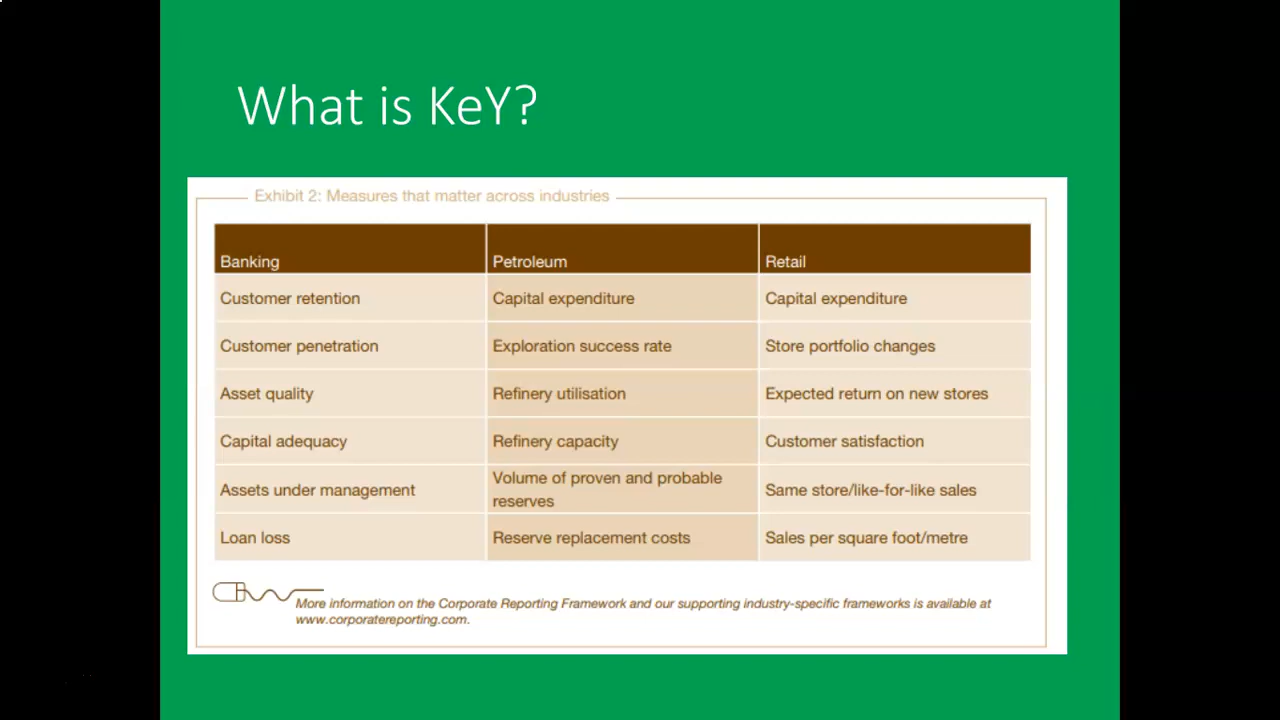 What is KeY?
Exhibit 2: Measures that matter across industries
Banking Petroleum Retail
Customer retention Capital expenditure Capital expenditure
Customer penetration Exploration success rate Store portfolio changes
Asset quality Refinery utilisation Expected return on new stores
Capital adequacy Refinery capacity Customer satisfaction
Assets under management Volume of proven and probable
reserves Same store/like-for-like sales
Loan loss Reserve replacement costs Sales per square foot/metre
More information on the Corporate Reporting Framework and our supporting industry-specific frameworks is available at
www.corporatereporting.com.